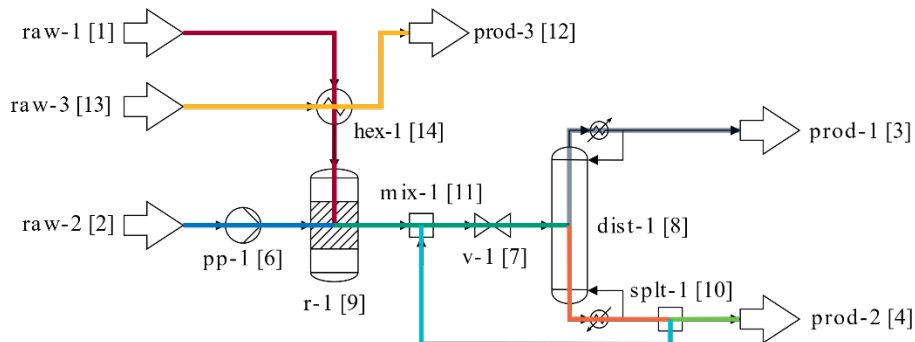 raw-1 [1]
prod-3 [12]
raw-3 [13]
hex-1 [14]
prod-1 [3]
mix-1 [11]
raw-2 [2]
dist-1 [8]
pp-1 [6]
v-1 [7]
r-1 [9]
splt-1 [10]
prod-2 [4]